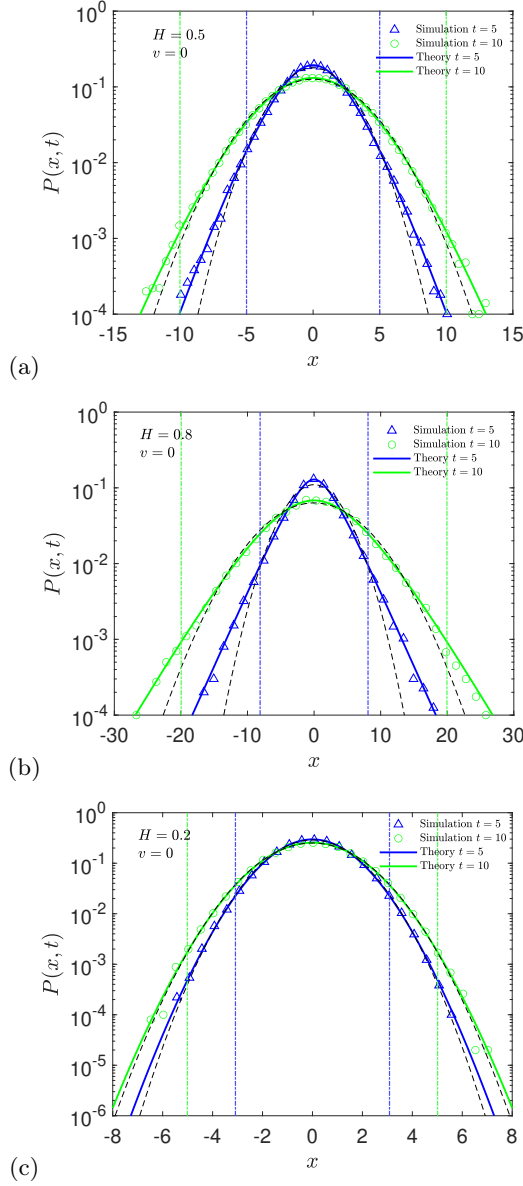 H = 0.5
v = 0
Simulation t = 5
Simulation t = 10
Theory t = 5
Theory t = 10
P(x, t)
10^0
10^-1
10^-2
10^-3
10^-4
-15 -10 -5 0 5 10 15
x
(a)
H = 0.8
v = 0
Simulation t = 5
Simulation t = 10
Theory t = 5
Theory t = 10
P(x, t)
10^0
10^-1
10^-2
10^-3
10^-4
-30 -20 -10 0 10 20 30
x
(b)
H = 0.2
v = 0
Simulation t = 5
Simulation t = 10
Theory t = 5
Theory t = 10
P(x, t)
10^0
10^-1
10^-2
10^-3
10^-4
10^-5
10^-6
-8 -6 -4 -2 0 2 4 6 8
x
(c)